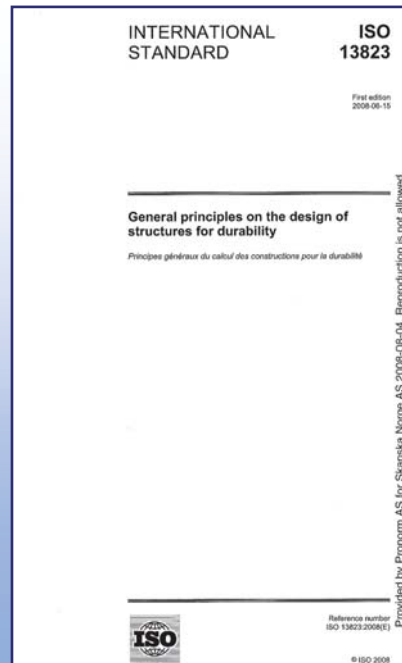 INTERNATIONAL
STANDARD
ISO
13823
First edition
2008-06-15
General principles on the design of
structures for durability
Principes généraux du calcul des constructions pour la durabilité
Provided by Pronorm AS for Skanska Norge AS 2008-08-04. Reproduction is not allowed
ISO
Reference number
ISO 13823:2008(E)
© ISO 2008